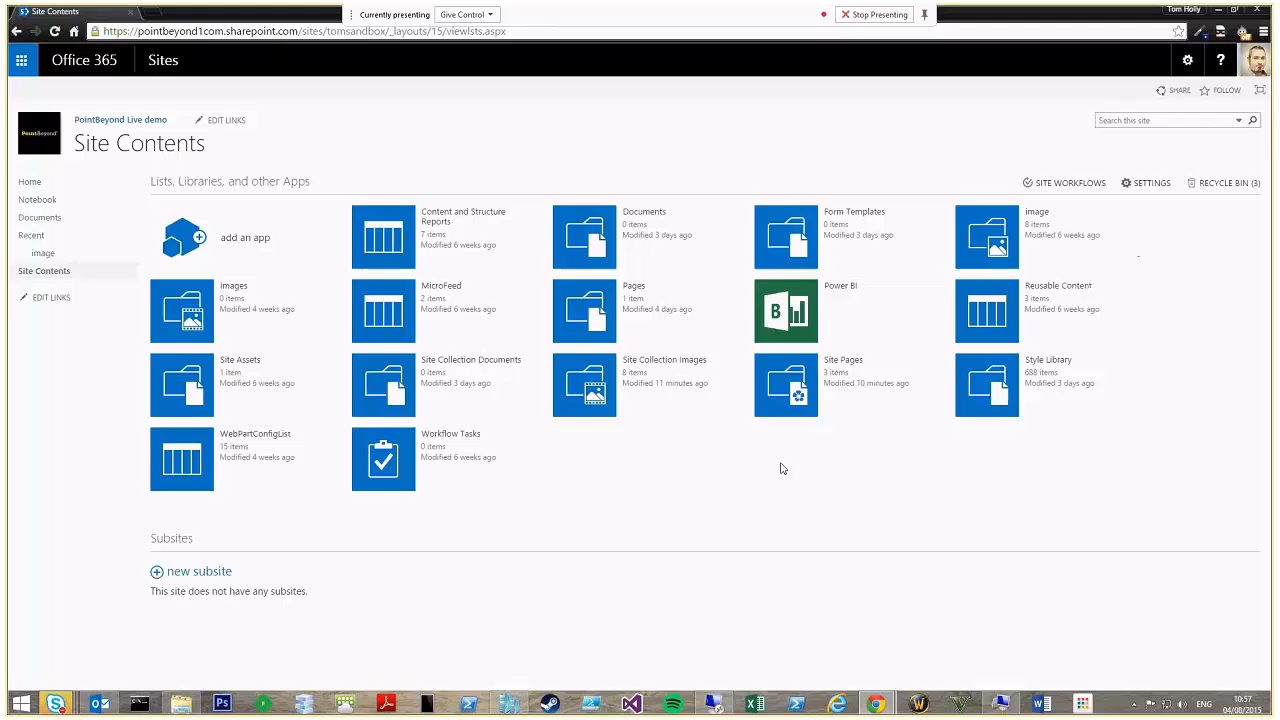 Site Contents
Currently presenting
Give Control
Stop Presenting
Tom Holly
https://pointbeyond1com.sharepoint.com/sites/tomsandbox/_layouts/15/viewlsts.aspx
Office 365
Sites
?
SHARE
FOLLOW
PointBeyond
PointBeyond Live demo
EDIT LINKS
Search this site
Site Contents
Home
Notebook
Documents
Recent
image
Site Contents
EDIT LINKS
Lists, Libraries, and other Apps
SITE WORKFLOWS
SETTINGS
RECYCLE BIN (3)
add an app
Content and Structure
Reports
7 items
Modified 6 weeks ago
Documents
0 items
Modified 3 days ago
Form Templates
0 items
Modified 3 days ago
image
8 items
Modified 6 weeks ago
Images
0 items
Modified 4 weeks ago
MicroFeed
2 items
Modified 6 weeks ago
Pages
1 item
Modified 4 days ago
B
Power BI
Reusable Content
3 items
Modified 6 weeks ago
Site Assets
1 item
Modified 6 weeks ago
Site Collection Documents
0 items
Modified 3 days ago
Site Collection Images
8 items
Modified 11 minutes ago
Site Pages
3 items
Modified 10 minutes ago
Style Library
688 items
Modified 3 days ago
WebPartConfigList
15 items
Modified 4 weeks ago
Workflow Tasks
0 items
Modified 6 weeks ago
Subsites
new subsite
This site does not have any subsites.
ENG
10:57
04/08/2015